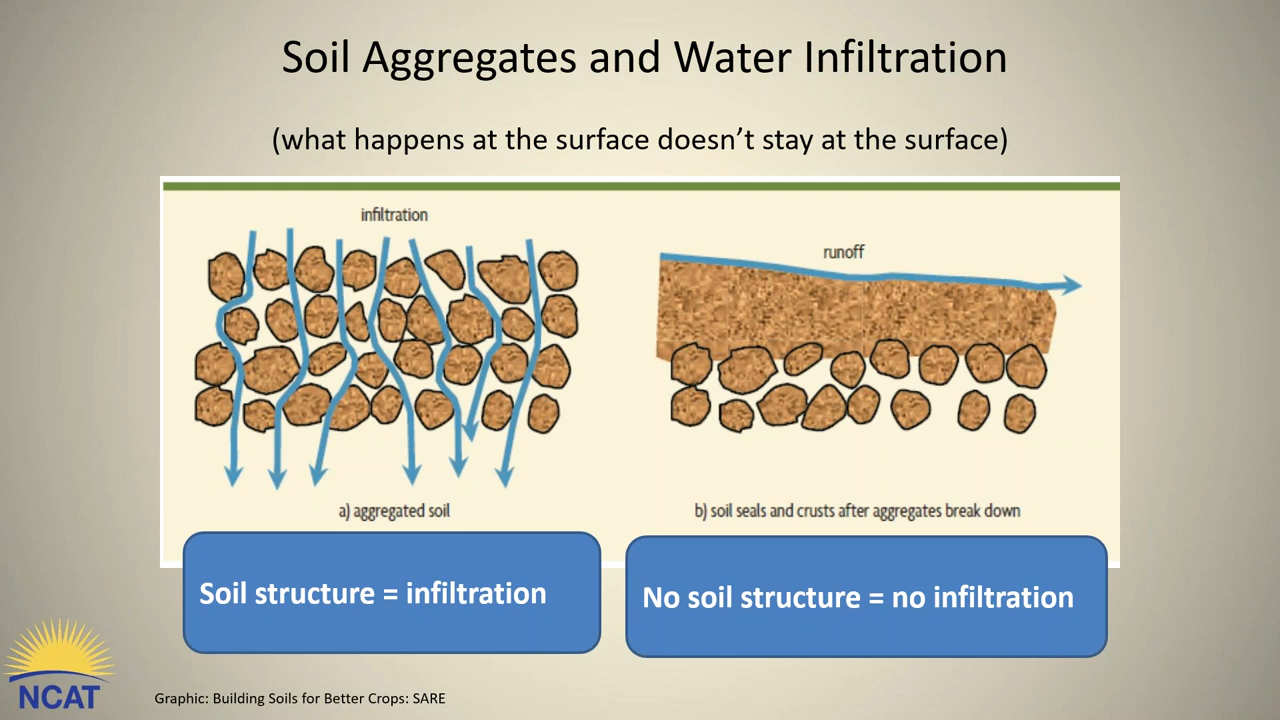 Soil Aggregates and Water Infiltration
(what happens at the surface doesn’t stay at the surface)
infiltration
runoff
a) aggregated soil
b) soil seals and crusts after aggregates break down
Soil structure = infiltration
No soil structure = no infiltration
NCAT
Graphic: Building Soils for Better Crops: SARE